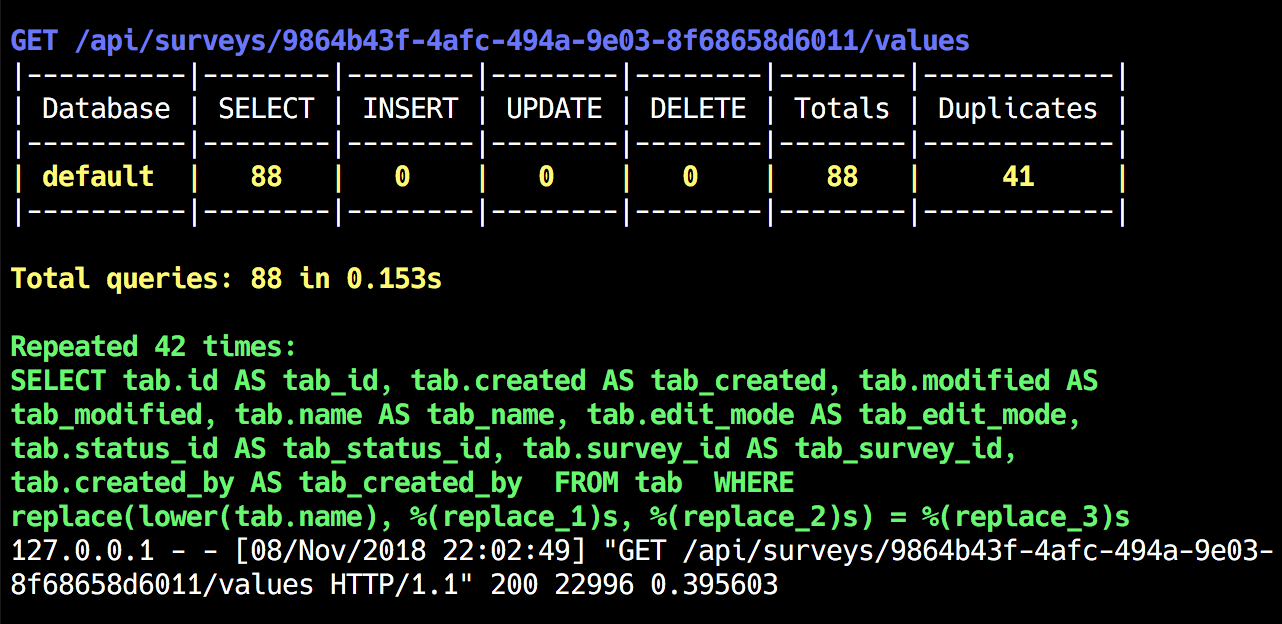 GET /api/surveys/9864b43f-4afc-494a-9e03-8f68658d6011/values
|----------|--------|--------|--------|--------|--------|------------|
| Database | SELECT | INSERT | UPDATE | DELETE | Totals | Duplicates |
|----------|--------|--------|--------|--------|--------|------------|
| default  |   88   |   0    |   0    |   0    |   88   |     41     |
|----------|--------|--------|--------|--------|--------|------------|
Total queries: 88 in 0.153s
Repeated 42 times:
SELECT tab.id AS tab_id, tab.created AS tab_created, tab.modified AS
tab_modified, tab.name AS tab_name, tab.edit_mode AS tab_edit_mode,
tab.status_id AS tab_status_id, tab.survey_id AS tab_survey_id,
tab.created_by AS tab_created_by  FROM tab  WHERE
replace(lower(tab.name), %(replace_1)s, %(replace_2)s) = %(replace_3)s
127.0.0.1 - - [08/Nov/2018 22:02:49] "GET /api/surveys/9864b43f-4afc-494a-9e03-
8f68658d6011/values HTTP/1.1" 200 22996 0.395603